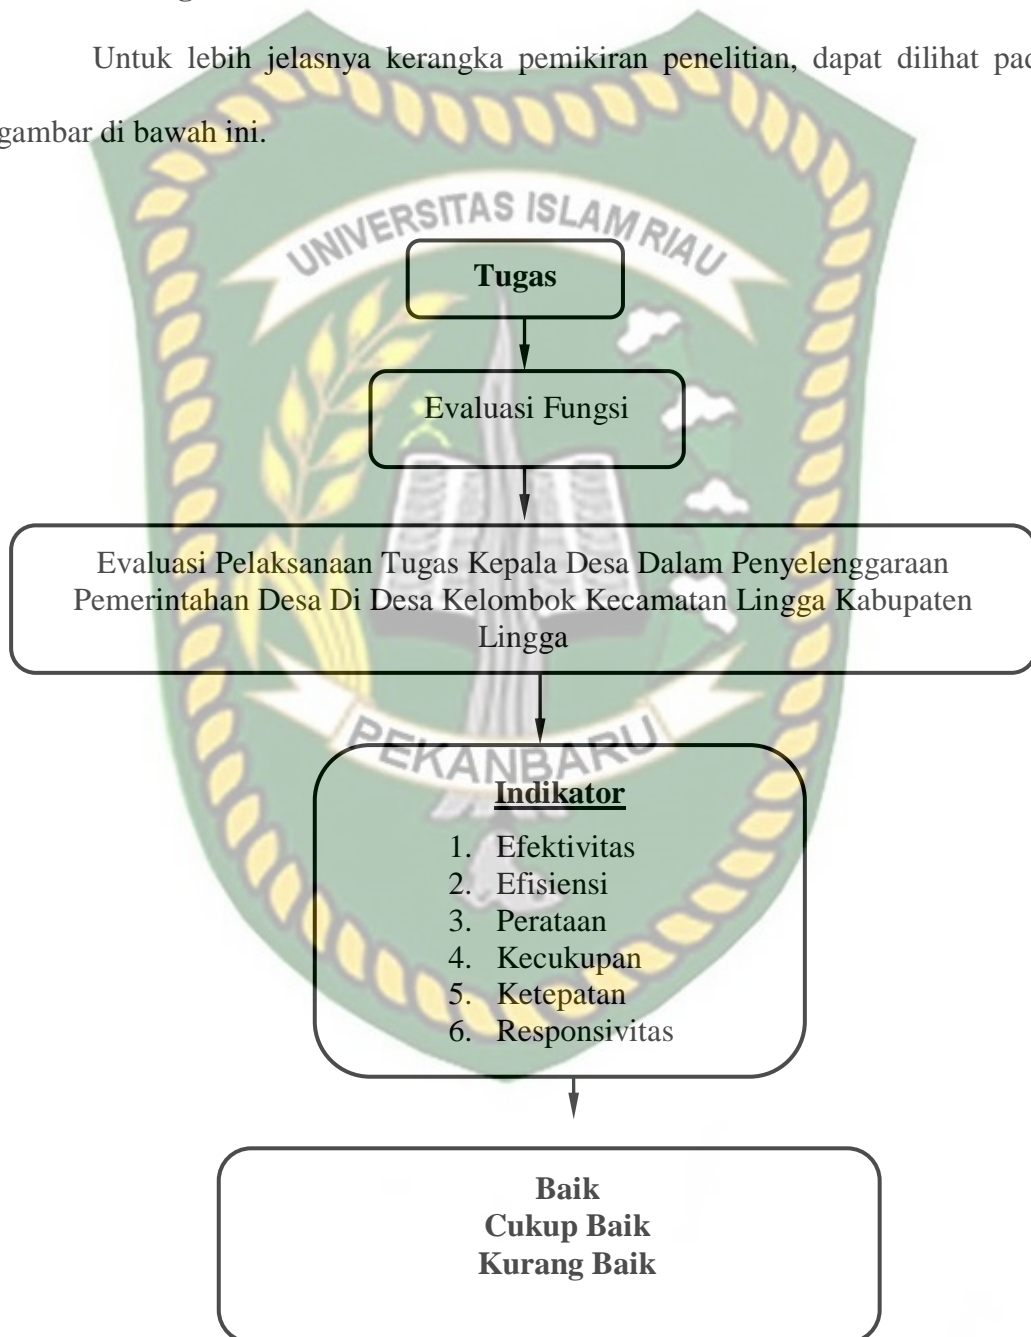 Untuk lebih jelasnya kerangka pemikiran penelitian, dapat dilihat pad
gambar di bawah ini.
UNIVERSITAS ISLAM RIAU
Tugas
Evaluasi Fungsi
Evaluasi Pelaksanaan Tugas Kepala Desa Dalam Penyelenggaraan
Pemerintahan Desa Di Desa Kelombok Kecamatan Lingga Kabupaten
Lingga
PEKANBARU
Indikator
1. Efektivitas
2. Efisiensi
3. Perataan
4. Kecukupan
5. Ketepatan
6. Responsivitas
Baik
Cukup Baik
Kurang Baik